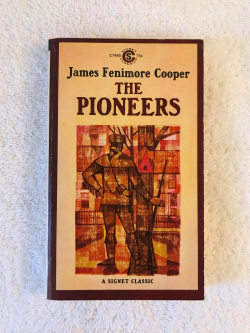 James Fenimore Cooper
THE
PIONEERS
A SIGNET CLASSIC